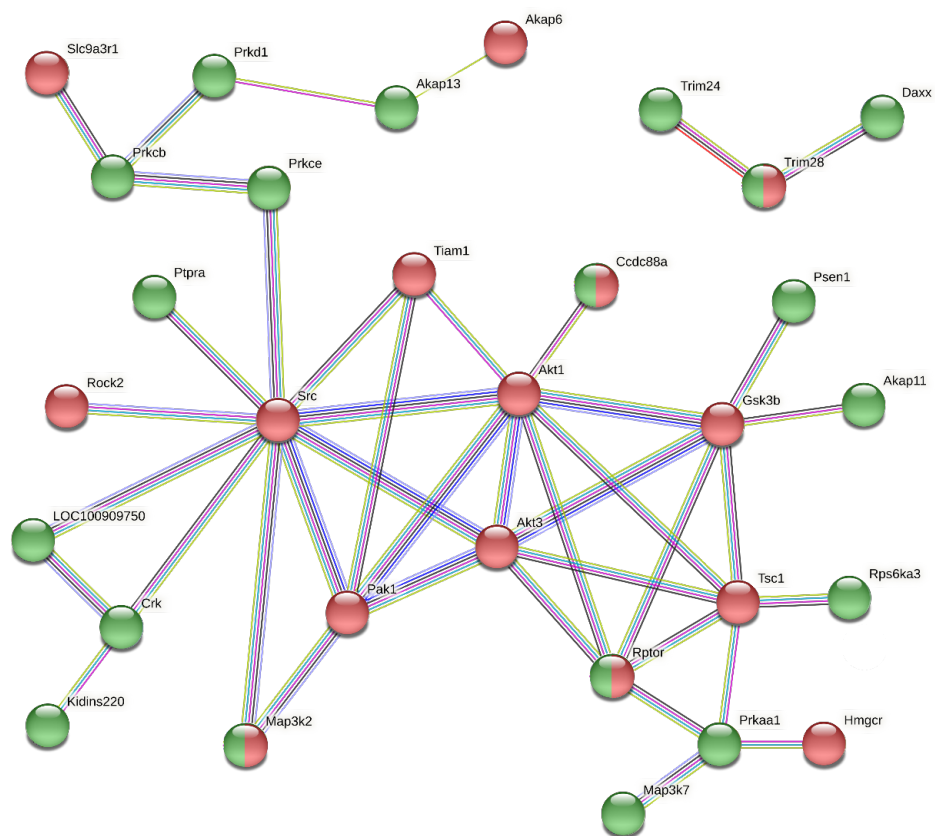 Akap6
Slc9a3r1
Prkd1
Akap13
Trim24
Daxx
Prkcb
Prkce
Trim28
Tiam1
Ccdc88a
Ptpra
Psen1
Akt1
Rock2
Src
Gsk3b
Akap11
LOC100909750
Akt3
Pak1
Tsc1
Rps6ka3
Crk
Rptor
Kidins220
Map3k2
Prkaa1
Hmgcr
Map3k7